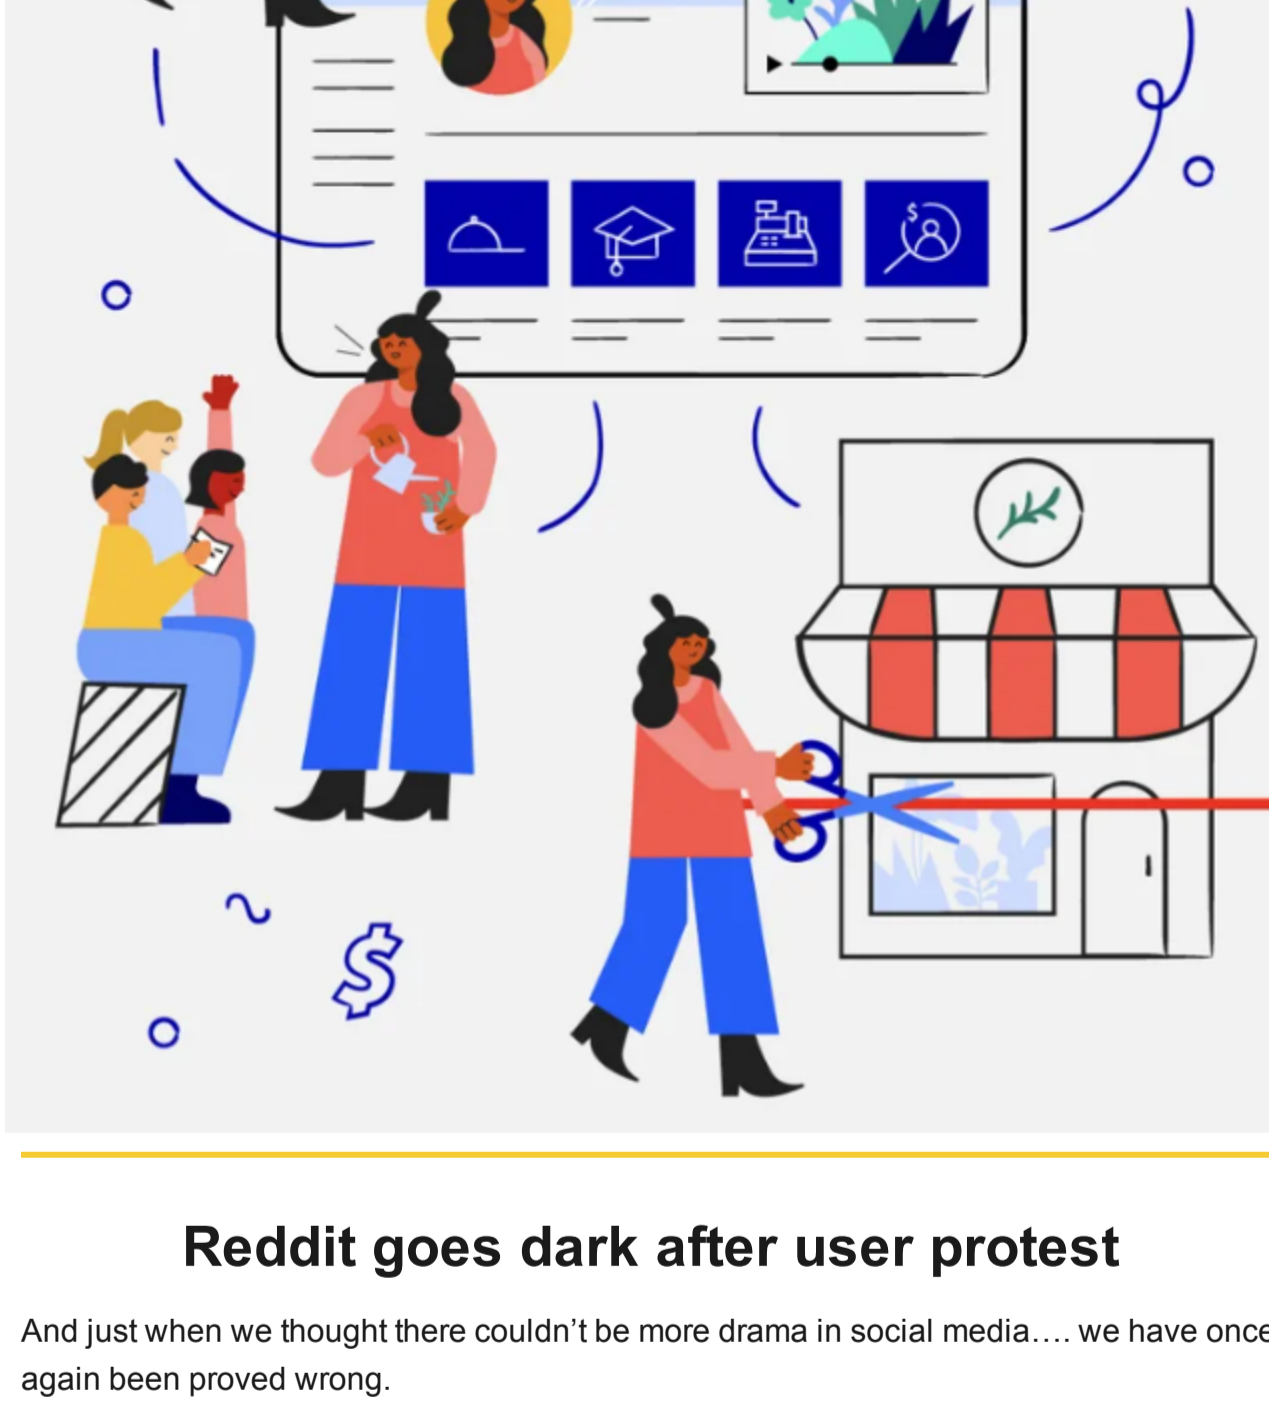 $
$
Reddit goes dark after user protest
And just when we thought there couldn’t be more drama in social media…. we have once
again been proved wrong.